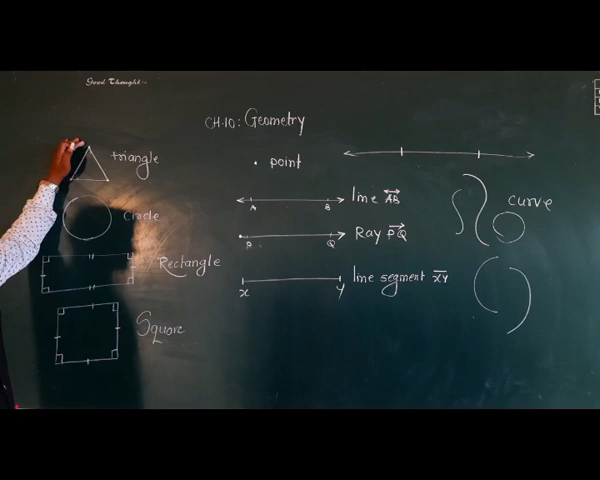 Good Thought:-
CH.10: Geometry
triangle
Circle
Rectangle
Square
point
A B line AB
P Q Ray PQ
x y line segment XY
curve